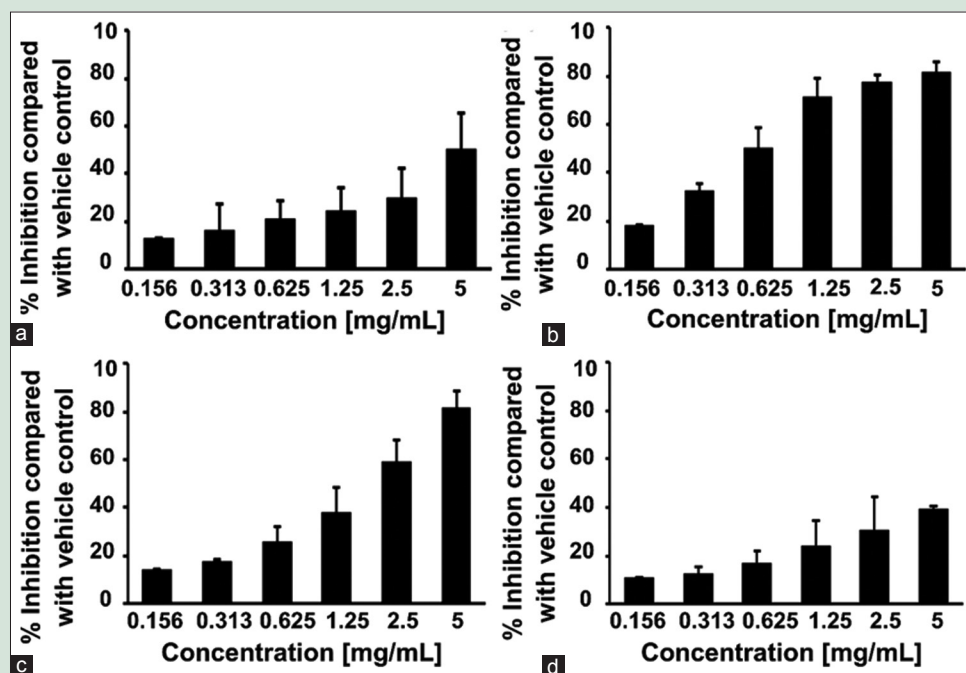 % Inhibition compared
with vehicle control
10
80
60
40
20
0
0.156 0.313 0.625 1.25 2.5 5
Concentration [mg/mL]
a
% Inhibition compared
with vehicle control
10
80
60
40
20
0
0.156 0.313 0.625 1.25 2.5 5
Concentration [mg/mL]
b
% Inhibition compared
with vehicle control
10
80
60
40
20
0
0.156 0.313 0.625 1.25 2.5 5
Concentration [mg/mL]
c
% Inhibition compared
with vehicle control
10
80
60
40
20
0
0.156 0.313 0.625 1.25 2.5 5
Concentration [mg/mL]
d